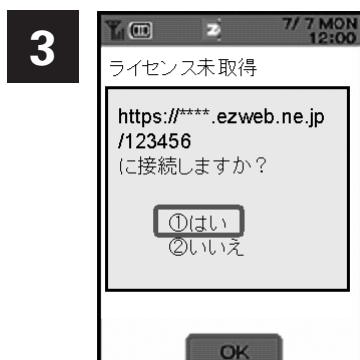 3
7/ 7 MON
12:00
ライセンス未取得
https://****.ezweb.ne.jp
/123456
に接続しますか?
①はい
②いいえ
OK